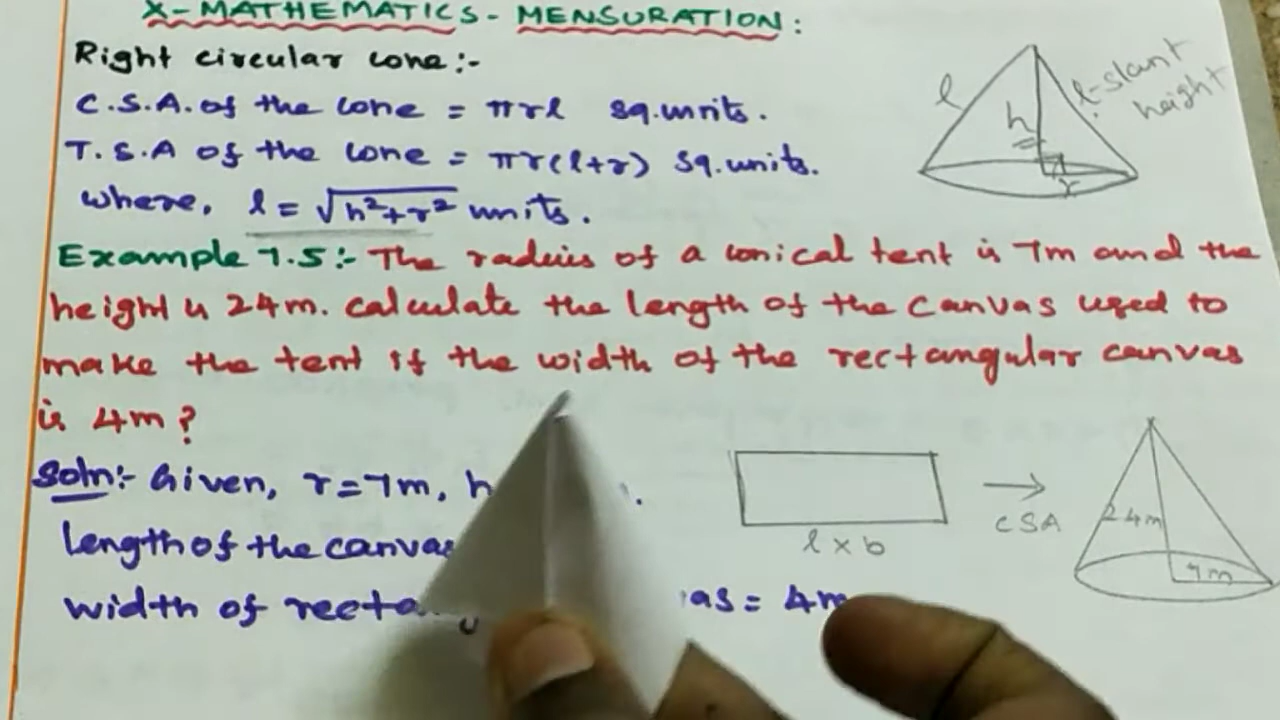 X-MATHEMATICS-MENSURATION:
Right circular cone:-
C.S.A. of the cone = πrl sq.units.
T.S.A of the cone = πr(l+r) sq.units.
where, l = √h²+r² units.
l
h
r
l-slant
height
Example 7.5:- The radius of a conical tent is 7m and the
height is 24m. calculate the length of the canvas used to
make the tent if the width of the rectangular canvas
is 4m?
Soln:- Given, r=7m, h
length of the canvas
width of as = 4m
l x b
CSA
24m
7m